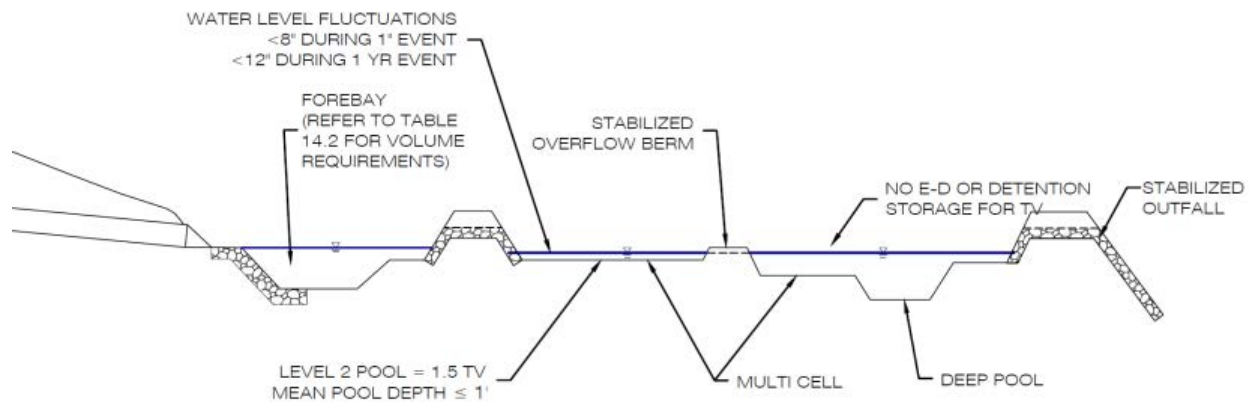 WATER LEVEL FLUCTUATIONS
<8" DURING 1" EVENT
<12" DURING 1 YR EVENT
FOREBAY
(REFER TO TABLE
14.2 FOR VOLUME
REQUIREMENTS)
STABILIZED
OVERFLOW BERM
NO E-D OR DETENTION
STORAGE FOR TV
STABILIZED
OUTFALL
LEVEL 2 POOL = 1.5 TV
MEAN POOL DEPTH ≤ 1'
MULTI CELL
DEEP POOL